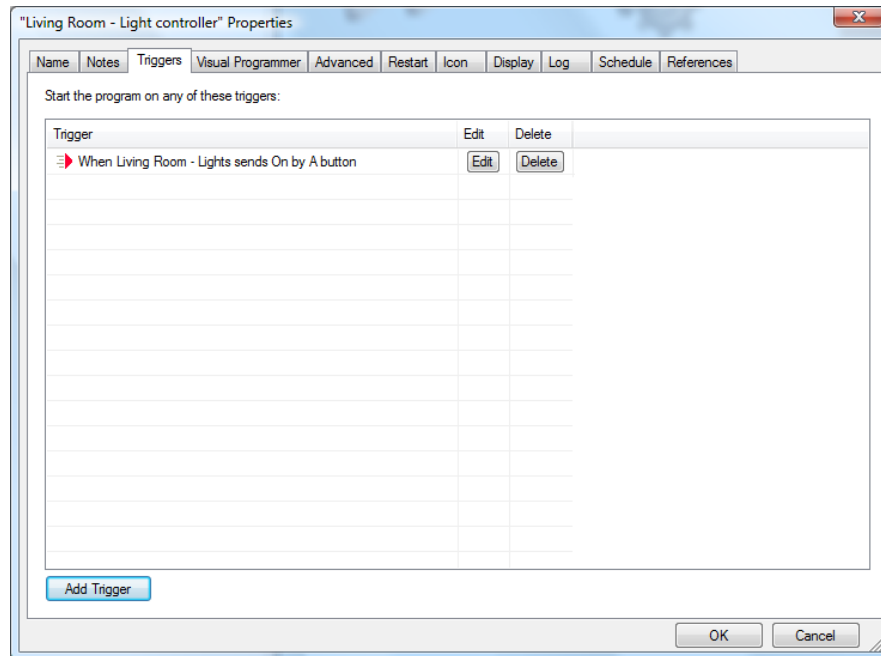 "Living Room - Light controller" Properties
Name Notes Triggers Visual Programmer Advanced Restart Icon Display Log Schedule References
Start the program on any of these triggers:
Trigger Edit Delete
When Living Room - Lights sends On by A button Edit Delete
Add Trigger
OK Cancel